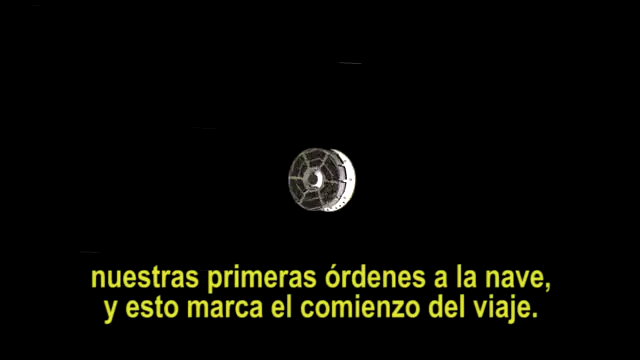 nuestras primeras órdenes a la nave,
y esto marca el comienzo del viaje.